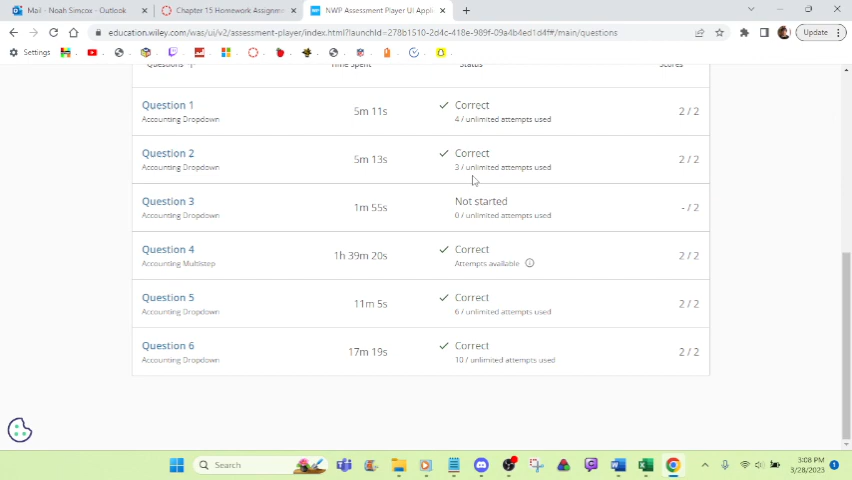 Mail - Noah Simcox - Outlook
Chapter 15 Homework Assignme
NWP Assessment Player UI Appli
education.wiley.com/was/ui/v2/assessment-player/index.html?launchId=278b1510-2d4c-418e-989f-09a4b4ed1d4f#/main/questions
Update
Settings
Questions Time Spent Status Scores
Question 1 5m 11s Correct 2 / 2
Accounting Dropdown 4 / unlimited attempts used
Question 2 5m 13s Correct 2 / 2
Accounting Dropdown 3 / unlimited attempts used
Question 3 1m 55s Not started - / 2
Accounting Dropdown 0 / unlimited attempts used
Question 4 1h 39m 20s Correct 2 / 2
Accounting Multistep Attempts available
Question 5 11m 5s Correct 2 / 2
Accounting Dropdown 6 / unlimited attempts used
Question 6 17m 19s Correct 2 / 2
Accounting Dropdown 10 / unlimited attempts used
Search
3:08 PM
3/28/2023